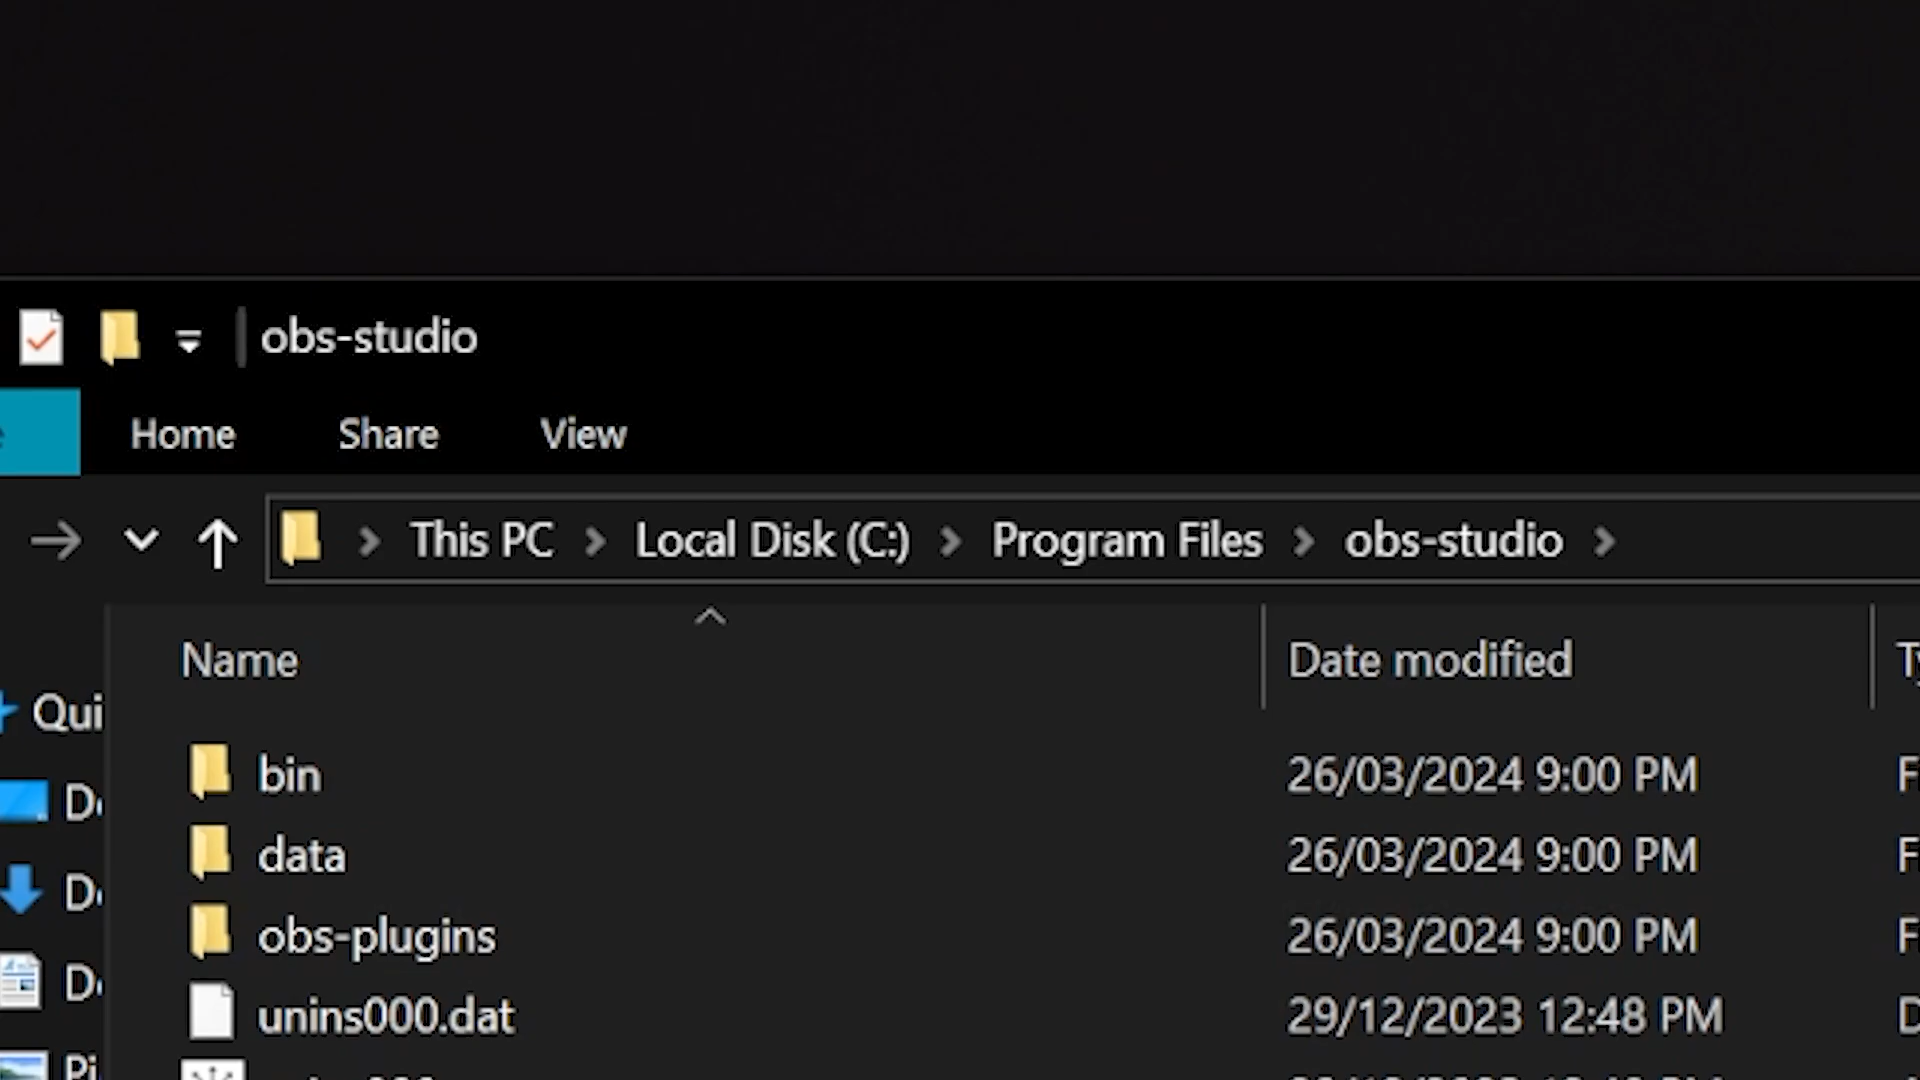 obs-studio
Home Share View
This PC Local Disk (C:) Program Files obs-studio
Name Date modified
Qui
bin 26/03/2024 9:00 PM
data 26/03/2024 9:00 PM
obs-plugins 26/03/2024 9:00 PM
unins000.dat 29/12/2023 12:48 PM